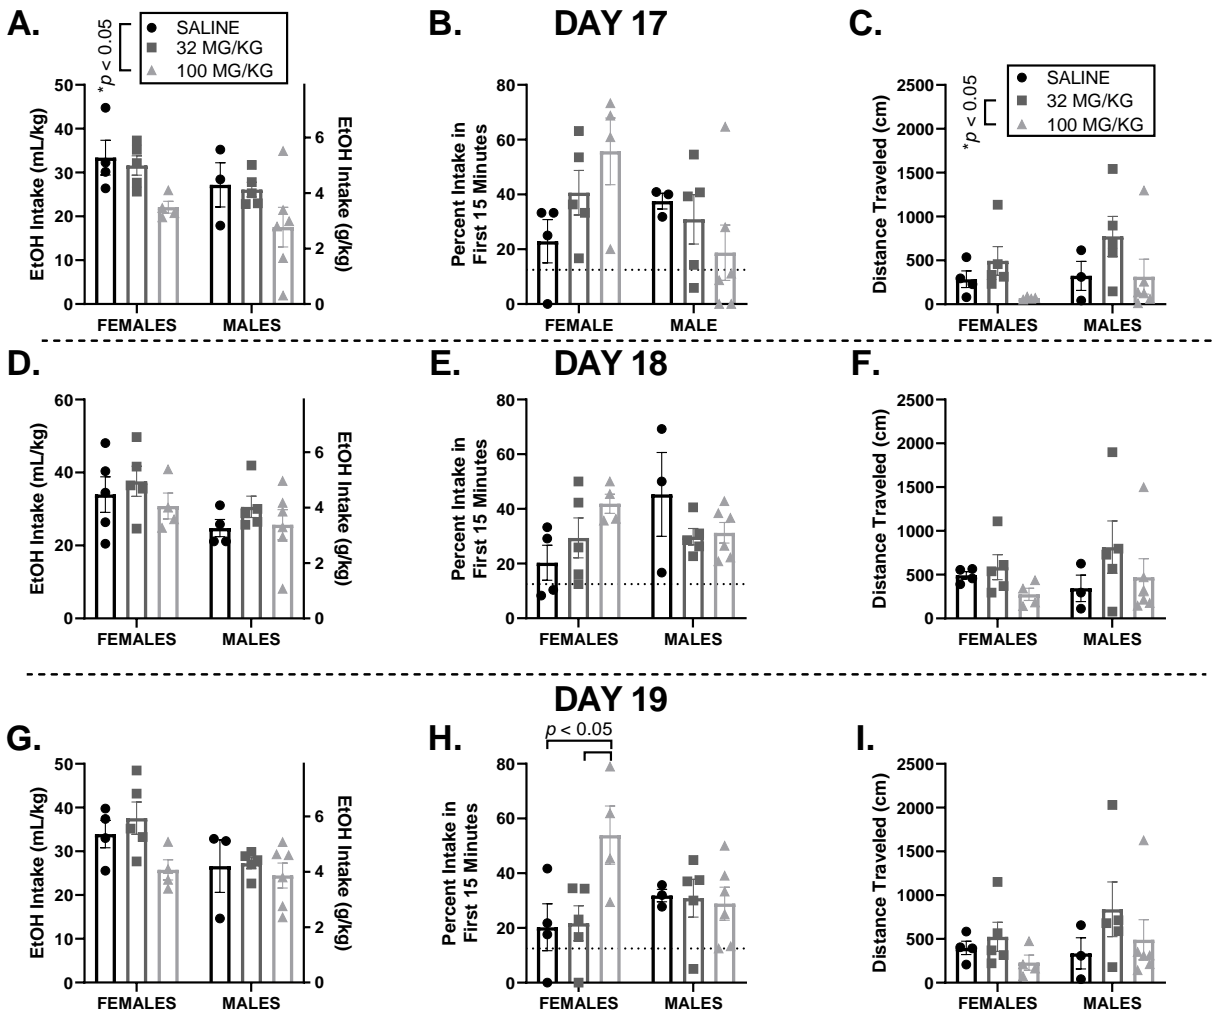 A.
B.
DAY 17
C.
SALINE
32 MG/KG
100 MG/KG
*p < 0.05
EtOH Intake (mL/kg)
50
40
30
20
10
0
6
4
2
0
EtOH Intake (g/kg)
FEMALES
MALES
Percent Intake in
First 15 Minutes
80
60
40
20
0
FEMALE
MALE
SALINE
32 MG/KG
100 MG/KG
*p < 0.05
Distance Traveled (cm)
2500
2000
1500
1000
500
0
FEMALES
MALES
D.
E.
DAY 18
F.
EtOH Intake (mL/kg)
60
40
20
0
6
4
2
0
EtOH Intake (g/kg)
FEMALES
MALES
Percent Intake in
First 15 Minutes
80
60
40
20
0
FEMALES
MALES
Distance Traveled (cm)
2500
2000
1500
1000
500
0
FEMALES
MALES
DAY 19
G.
H.
I.
EtOH Intake (mL/kg)
50
40
30
20
10
0
6
4
2
0
EtOH Intake (g/kg)
FEMALES
MALES
p < 0.05
Percent Intake in
First 15 Minutes
80
60
40
20
0
FEMALES
MALES
Distance Traveled (cm)
2500
2000
1500
1000
500
0
FEMALES
MALES